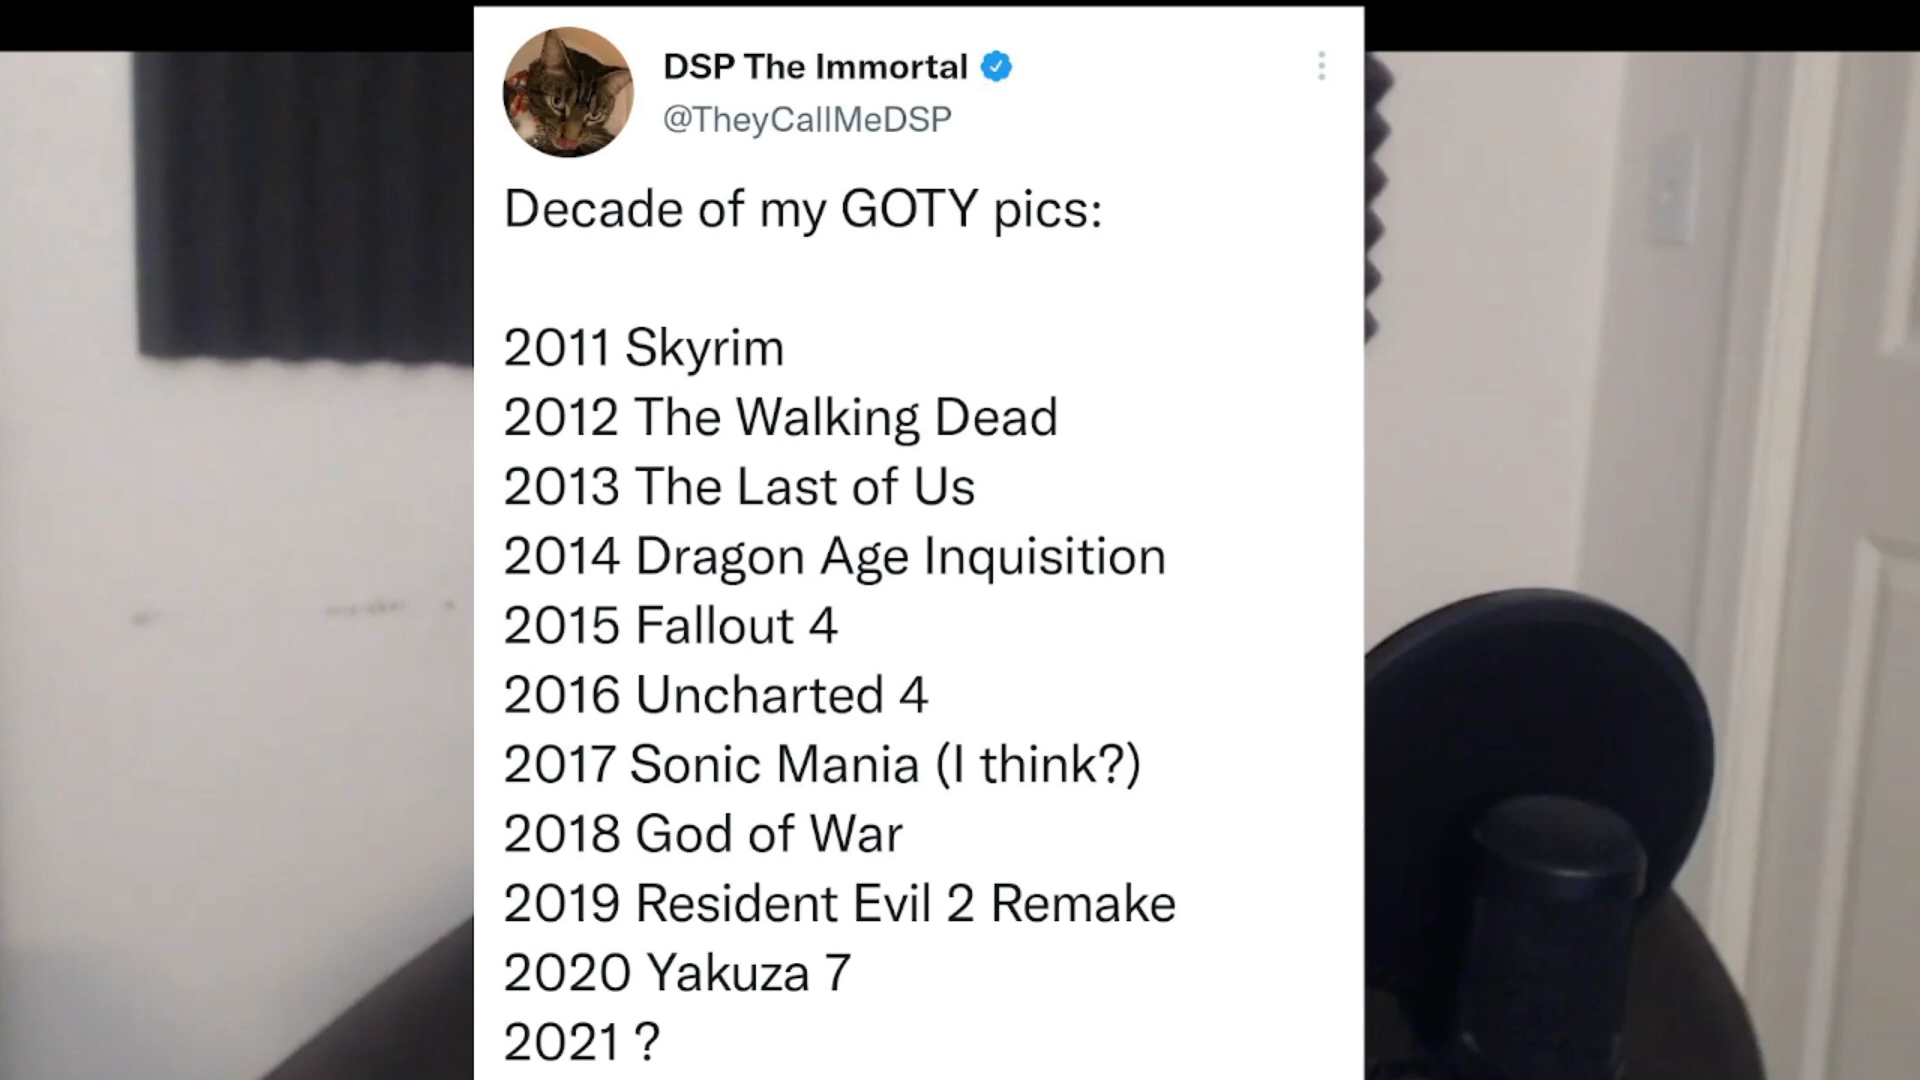 DSP The Immortal
@TheyCallMeDSP
Decade of my GOTY pics:
2011 Skyrim
2012 The Walking Dead
2013 The Last of Us
2014 Dragon Age Inquisition
2015 Fallout 4
2016 Uncharted 4
2017 Sonic Mania (I think?)
2018 God of War
2019 Resident Evil 2 Remake
2020 Yakuza 7
2021 ?